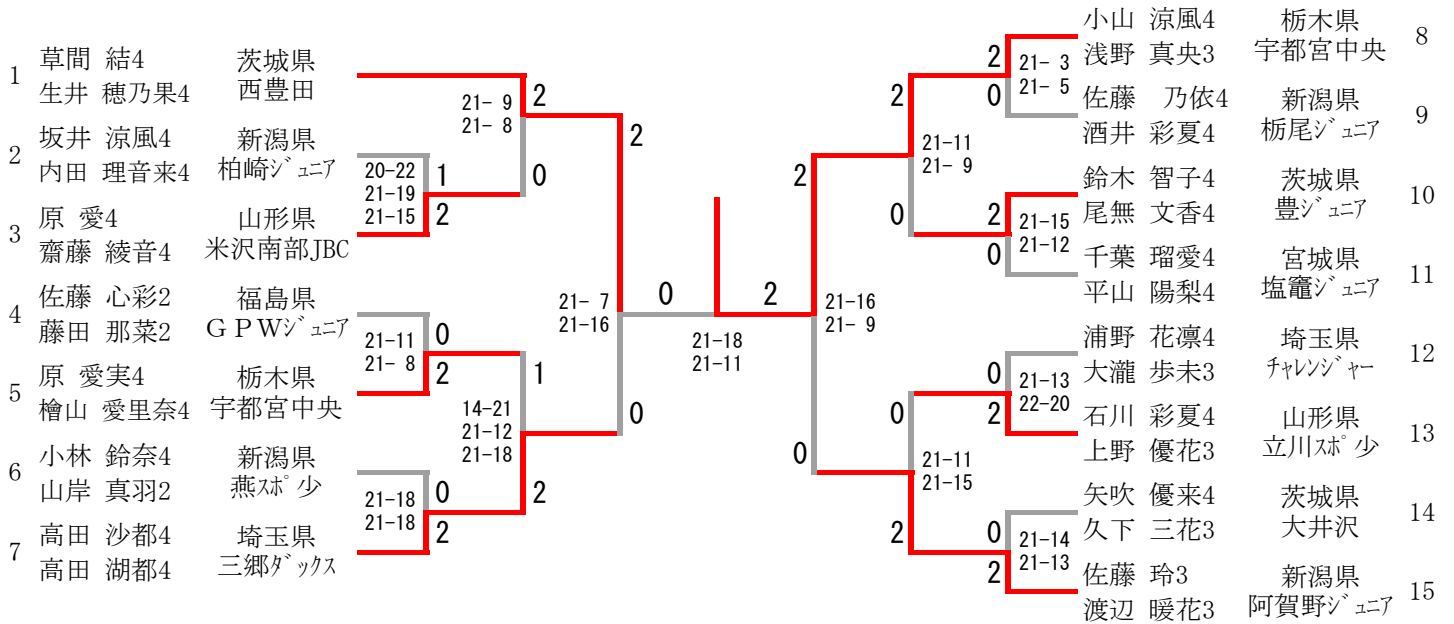 1 草間 結4 茨城県
生井 穂乃果4 西豊田
2 坂井 涼風4 新潟県
内田 理音来4 柏崎ｼﾞｭﾆｱ
3 原 愛4 山形県
齋藤 綾音4 米沢南部JBC
4 佐藤 心彩2 福島県
藤田 那菜2 ＧＰＷｼﾞｭﾆｱ
5 原 愛実4 栃木県
檜山 愛里奈4 宇都宮中央
6 小林 鈴奈4 新潟県
山岸 真羽2 燕ｽﾎﾟ少
7 高田 沙都4 埼玉県
高田 湖都4 三郷ﾀﾞｯｸｽ
20-22
21-19
21-15
1
2
21-11
21- 8
0
2
21-18
21-18
0
2
21- 9
21- 8
2
0
14-21
21-12
21-18
1
2
21- 7
21-16
2
0
0
2
21-18
21-11
21-16
21- 9
2
0
21-11
21- 9
2
0
21-11
21-15
0
2
21- 3
21- 5
2
0
21-15
21-12
2
0
21-13
22-20
0
2
21-14
21-13
0
2
小山 涼風4 栃木県 8
浅野 真央3 宇都宮中央
佐藤 乃依4 新潟県 9
酒井 彩夏4 栃尾ｼﾞｭﾆｱ
鈴木 智子4 茨城県 10
尾無 文香4 豊ｼﾞｭﾆｱ
千葉 瑠愛4 宮城県 11
平山 陽梨4 塩竈ｼﾞｭﾆｱ
浦野 花凛4 埼玉県 12
大瀧 歩未3 ﾁｬﾚﾝｼﾞｬｰ
石川 彩夏4 山形県 13
上野 優花3 立川ｽﾎﾟ少
矢吹 優来4 茨城県 14
久下 三花3 大井沢
佐藤 玲3 新潟県 15
渡辺 暖花3 阿賀野ｼﾞｭﾆｱ